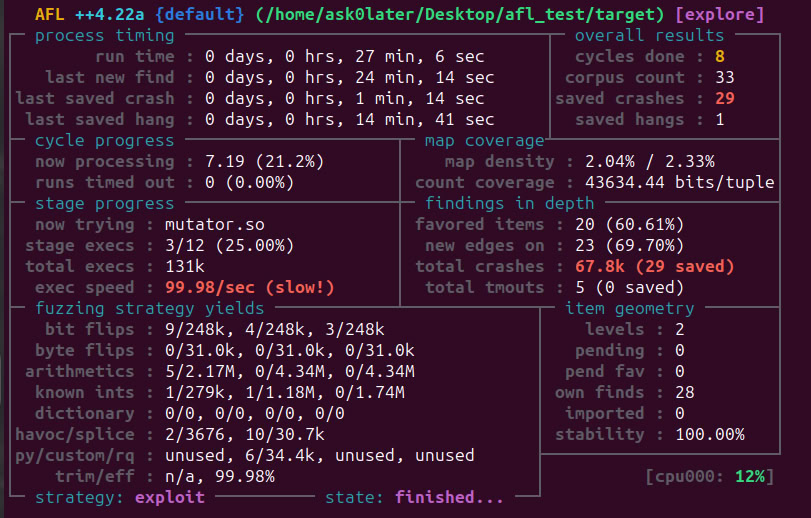 AFL ++4.22a {default} (/home/ask0later/Desktop/afl_test/target) [explore]
process timing overall results
run time : 0 days, 0 hrs, 27 min, 6 sec cycles done : 8
last new find : 0 days, 0 hrs, 24 min, 14 sec corpus count : 33
last saved crash : 0 days, 0 hrs, 1 min, 14 sec saved crashes : 29
last saved hang : 0 days, 0 hrs, 14 min, 41 sec saved hangs : 1
cycle progress map coverage
now processing : 7.19 (21.2%) map density : 2.04% / 2.33%
runs timed out : 0 (0.00%) count coverage : 43634.44 bits/tuple
stage progress findings in depth
now trying : mutator.so favored items : 20 (60.61%)
stage execs : 3/12 (25.00%) new edges on : 23 (69.70%)
total execs : 131k total crashes : 67.8k (29 saved)
exec speed : 99.98/sec (slow!) total tmouts : 5 (0 saved)
fuzzing strategy yields item geometry
bit flips : 9/248k, 4/248k, 3/248k levels : 2
byte flips : 0/31.0k, 0/31.0k, 0/31.0k pending : 0
arithmetics : 5/2.17M, 0/4.34M, 0/4.34M pend fav : 0
known ints : 1/279k, 1/1.18M, 0/1.74M own finds : 28
dictionary : 0/0, 0/0, 0/0, 0/0 imported : 0
havoc/splice : 2/3676, 10/30.7k stability : 100.00%
py/custom/rq : unused, 6/34.4k, unused, unused
trim/eff : n/a, 99.98% [cpu000: 12%]
strategy: exploit state: finished...